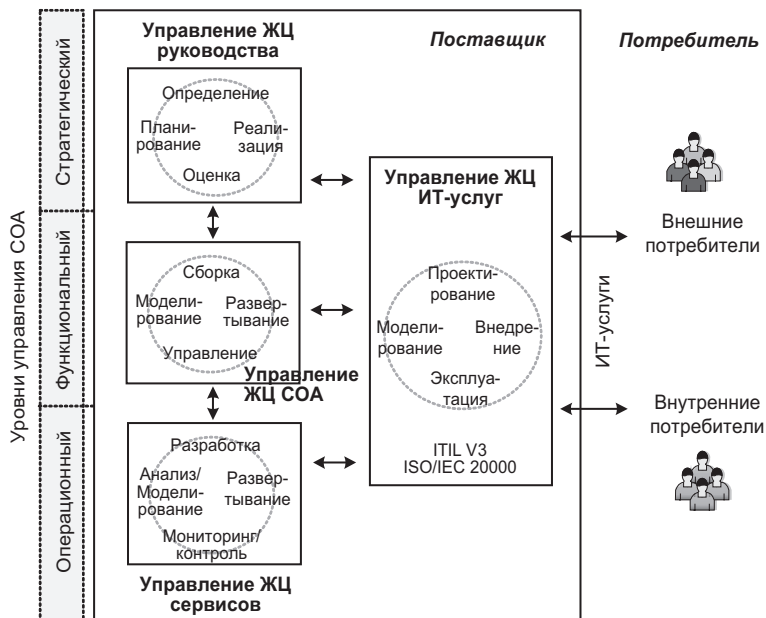 Уровни управления СОА
Стратегический
Функциональный
Операционный
Управление ЖЦ
руководства
Поставщик
Потребитель
Определение
Плани-
рование
Реали-
зация
Оценка
Управление ЖЦ
ИТ-услуг
Внешние
потребители
Сборка
Модели-
рование
Развер-
тывание
Управление
Управление
ЖЦ СОА
Проекти-
рование
Модели-
рование
Внедре-
ние
Эксплуа-
тация
ИТ-услуги
Внутренние
потребители
Разработка
Анализ/
Модели-
рование
Развер-
тывание
Мониторинг/
контроль
ITIL V3
ISO/IEC 20000
Управление ЖЦ
сервисов